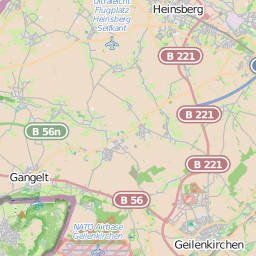 Ultraleicht
Flugplatz
Heinsberg
Selfkant
Heinsberg
B 221
B 221
B 56n
B 221
Gangelt
B 56
NATO Airbase
Geilenkirchen
Geilenkirchen